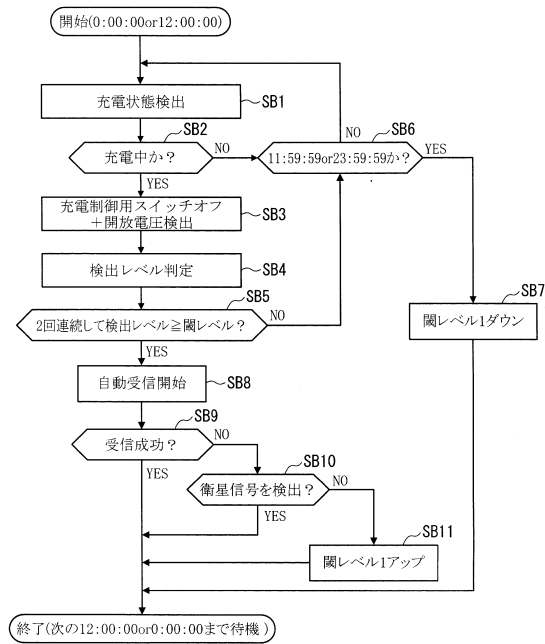 開始(0:00:00or12:00:00)
充電状態検出
SB1
SB2
充電中か？
NO
YES
SB6
11:59:59or23:59:59か？
NO
YES
充電制御用スイッチオフ
＋開放電圧検出
SB3
検出レベル判定
SB4
SB5
2回連続して検出レベル≧閾レベル？
NO
YES
SB7
閾レベル1ダウン
自動受信開始
SB8
SB9
受信成功？
NO
YES
SB10
衛星信号を検出？
NO
YES
SB11
閾レベル1アップ
終了(次の12:00:00or0:00:00まで待機)